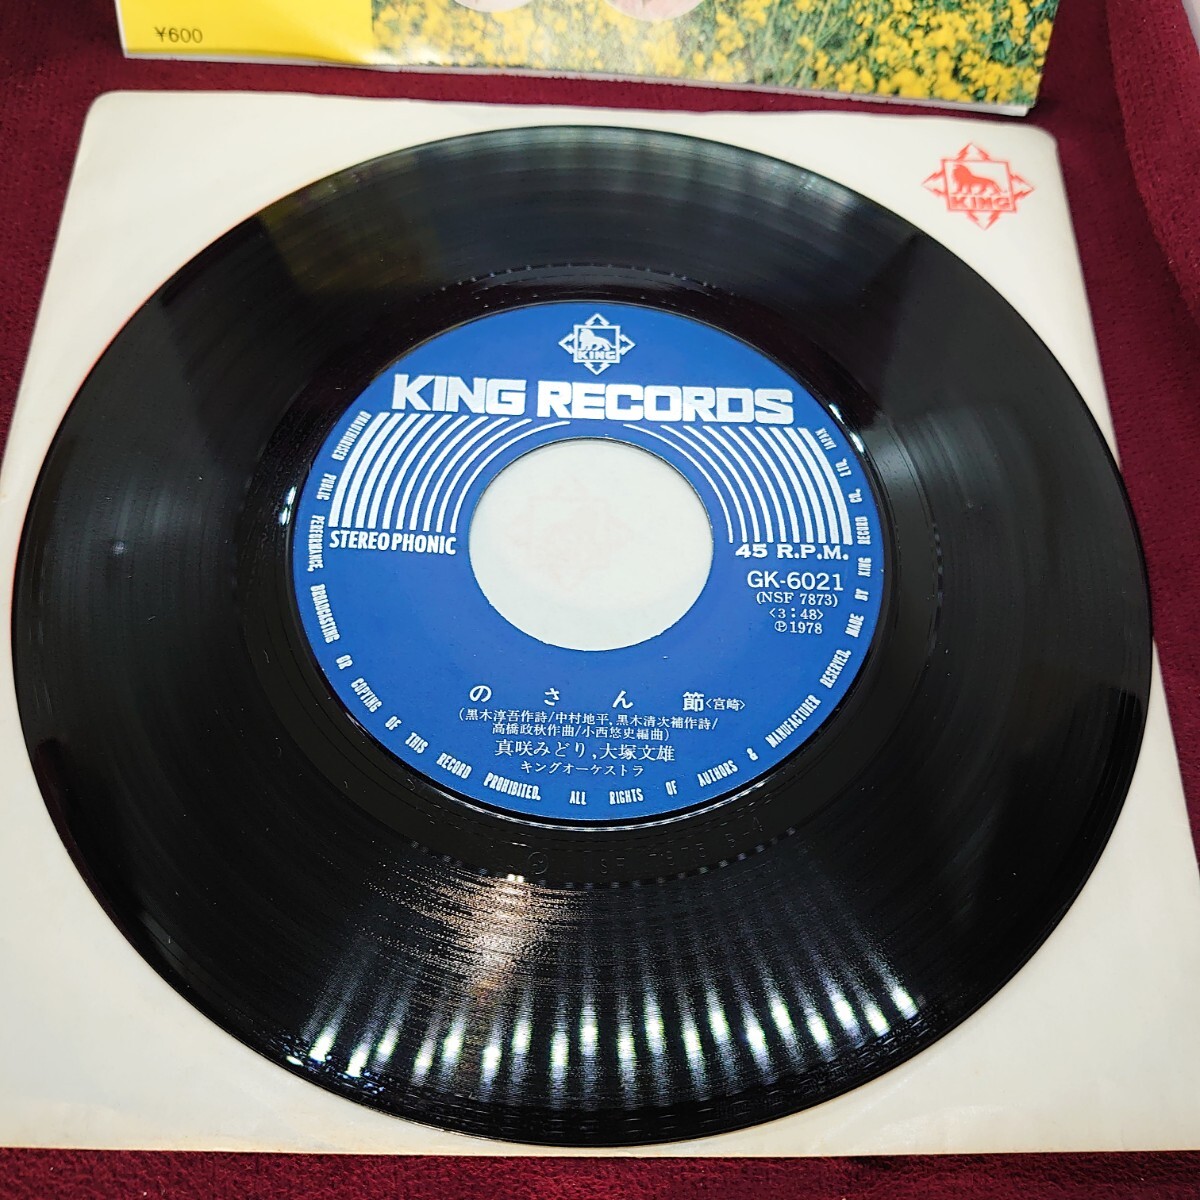 ¥600
KING
KING
KING RECORDS
STEREOPHONIC
45 R.P.M.
GK-6021
(NSF 7873)
<3:48>
Ⓟ1978
のさん節<宮崎>
(黒木淳吾作詩/中村地平,黒木清次補作詩/
高橋政秋作曲/小西悠史編曲)
真咲みどり,大塚文雄
キングオーケストラ
UNAUTHORISED PUBLIC PERFORMANCE, BROADCASTING OR COPYING OF THIS RECORD PROHIBITED. ALL RIGHTS OF AUTHORS & MANUFACTURER RESERVED. MADE BY KING RECORD CO., LTD. JAPAN